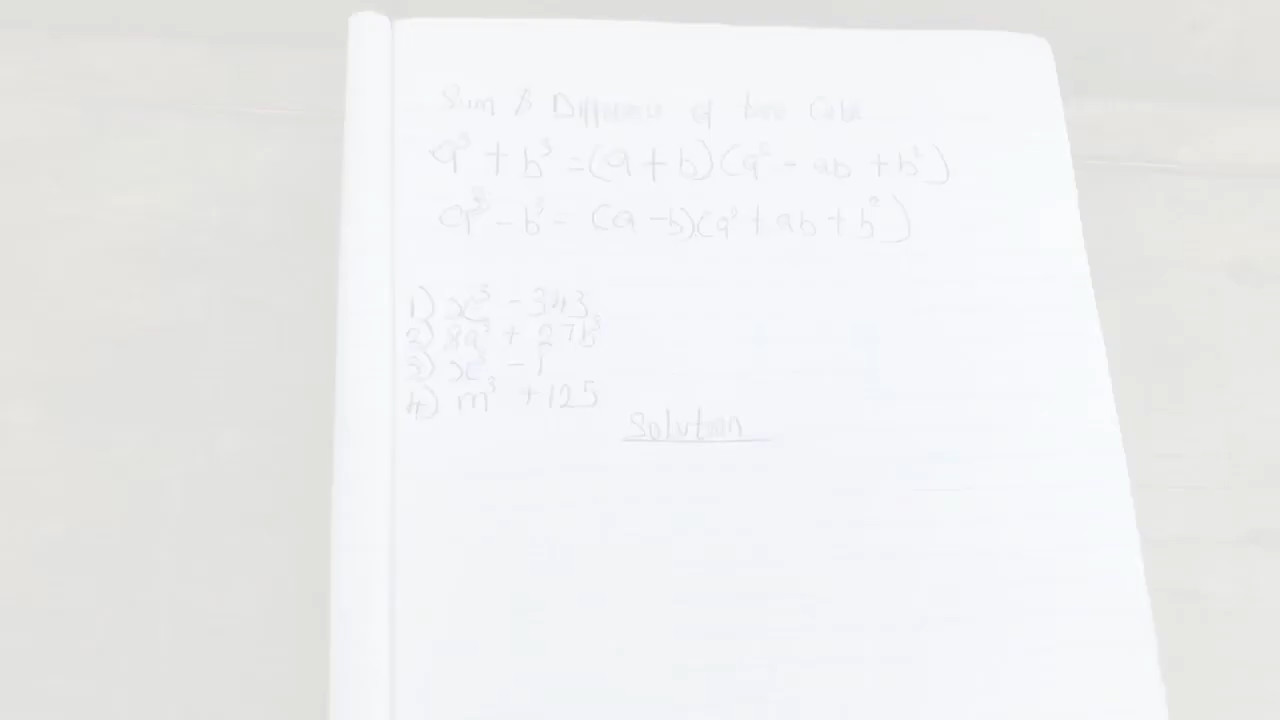 Sum & Difference of two Cube
a³ + b³ = (a + b)(a² - ab + b²)
a³ - b³ = (a - b)(a² + ab + b²)
1) x³ - 343
2) 8a³ + 27b³
3) x³ - 1
4) m³ + 125
Solution